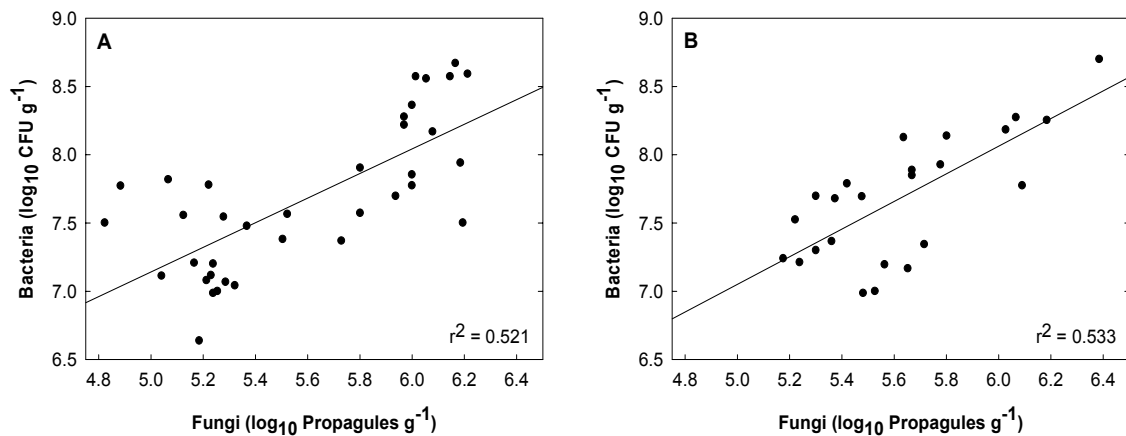 A
Bacteria (log₁₀ CFU g⁻¹)
9.0
8.5
8.0
7.5
7.0
6.5
r² = 0.521
4.8 5.0 5.2 5.4 5.6 5.8 6.0 6.2 6.4
Fungi (log₁₀ Propagules g⁻¹)
B
Bacteria (log₁₀ CFU g⁻¹)
9.0
8.5
8.0
7.5
7.0
6.5
r² = 0.533
4.8 5.0 5.2 5.4 5.6 5.8 6.0 6.2 6.4
Fungi (log₁₀ Propagules g⁻¹)